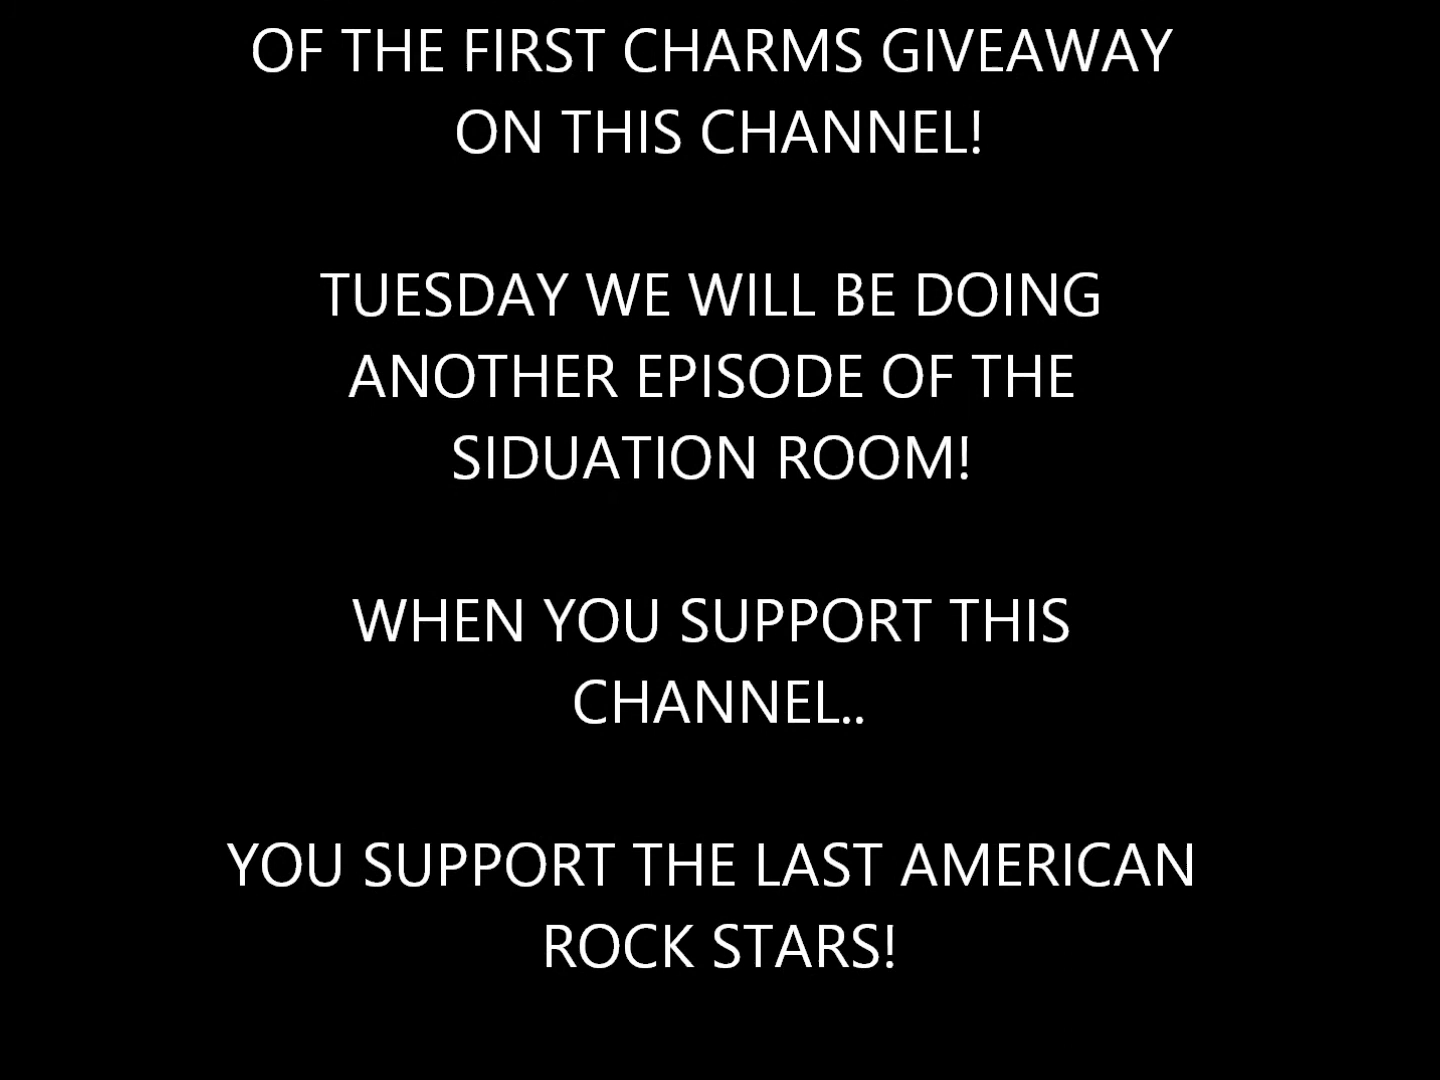 OF THE FIRST CHARMS GIVEAWAY
ON THIS CHANNEL!
TUESDAY WE WILL BE DOING
ANOTHER EPISODE OF THE
SIDUATION ROOM!
WHEN YOU SUPPORT THIS
CHANNEL..
YOU SUPPORT THE LAST AMERICAN
ROCK STARS!